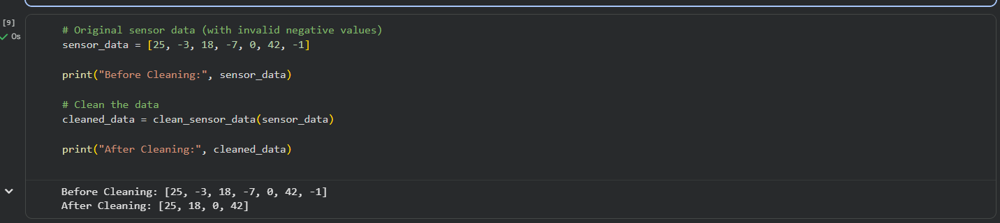 [9]
0s
# Original sensor data (with invalid negative values)
sensor_data = [25, -3, 18, -7, 0, 42, -1]
print("Before Cleaning:", sensor_data)
# Clean the data
cleaned_data = clean_sensor_data(sensor_data)
print("After Cleaning:", cleaned_data)
Before Cleaning: [25, -3, 18, -7, 0, 42, -1]
After Cleaning: [25, 18, 0, 42]